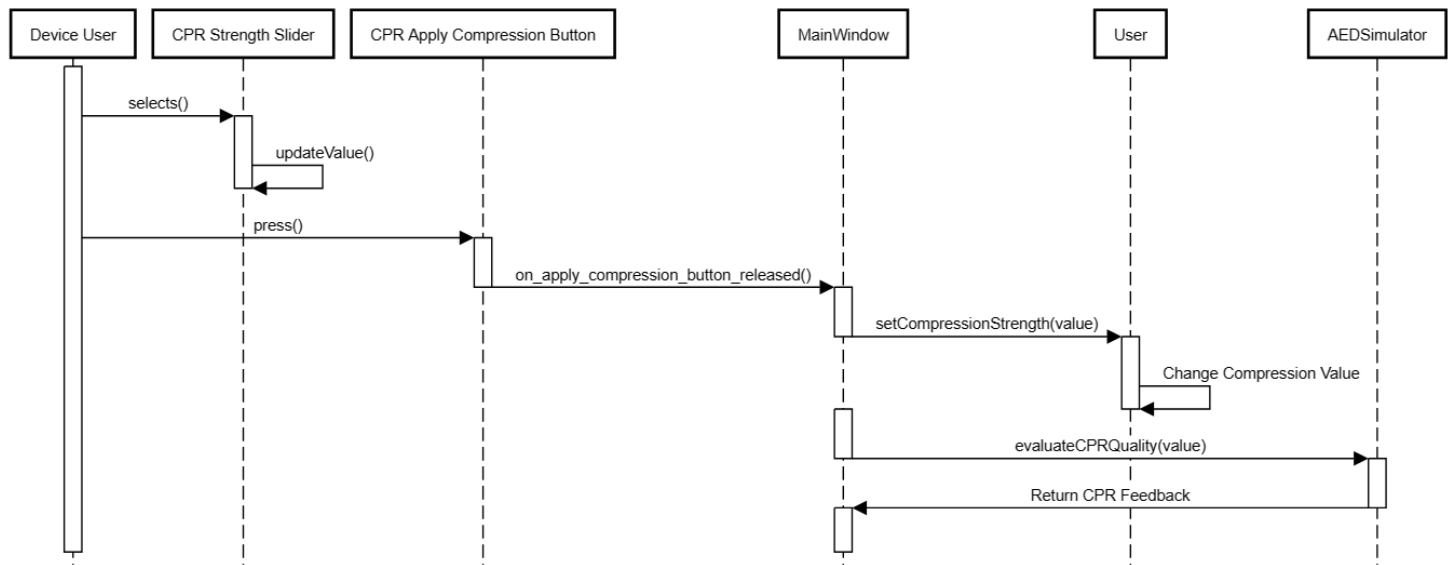 Device User
CPR Strength Slider
CPR Apply Compression Button
MainWindow
User
AEDSimulator
selects()
updateValue()
press()
on_apply_compression_button_released()
setCompressionStrength(value)
Change Compression Value
evaluateCPRQuality(value)
Return CPR Feedback